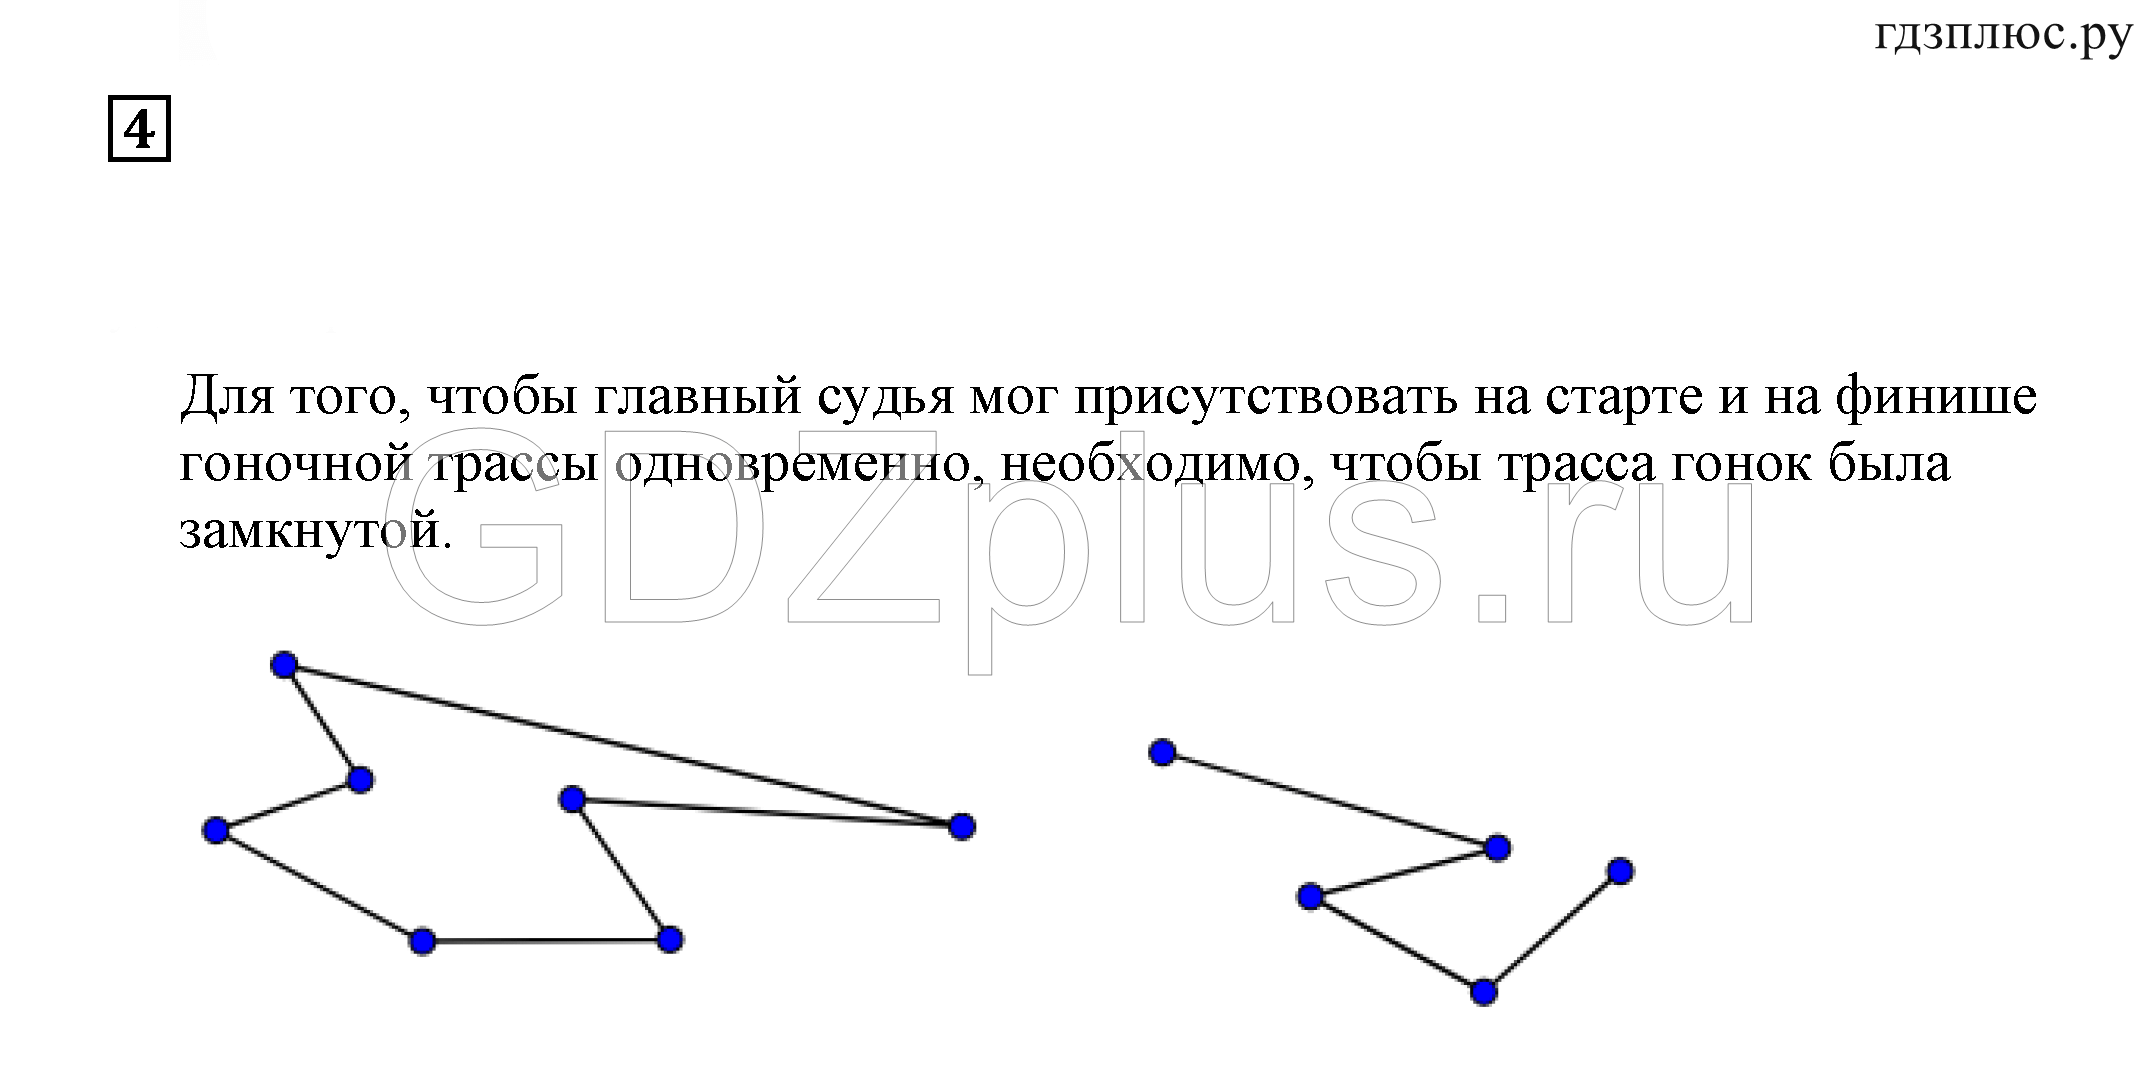 гдзплюс.ру
4
Для того, чтобы главный судья мог присутствовать на старте и на финише
гоночной трассы одновременно, необходимо, чтобы трасса гонок была
замкнутой.
GDZplus.ru